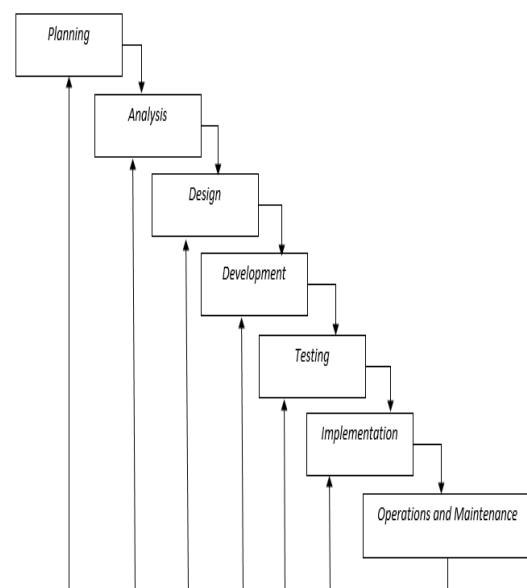 Planning
Analysis
Design
Development
Testing
Implementation
Operations and Maintenance